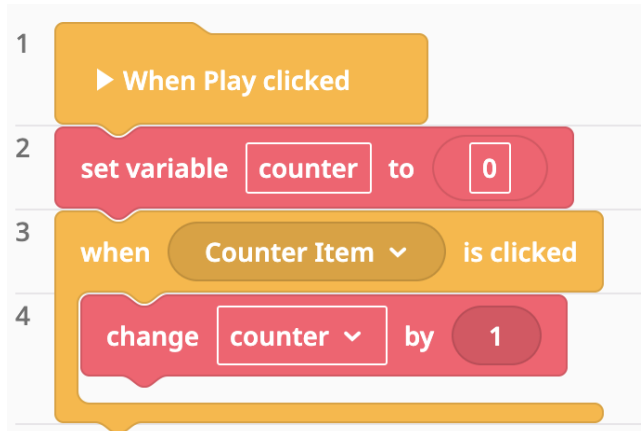 1
When Play clicked
2
set variable counter to 0
3
when Counter Item is clicked
4
change counter by 1